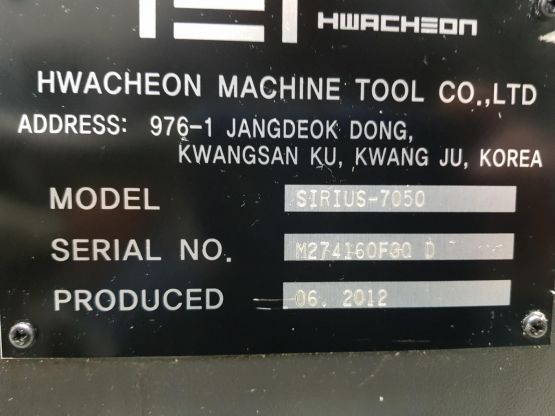 HWACHEON
HWACHEON MACHINE TOOL CO.,LTD
ADDRESS: 976-1 JANGDEOK DONG,
KWANGSAN KU, KWANG JU, KOREA
MODEL SIRIUS-7050
SERIAL NO. M274160FGQ D
PRODUCED 06. 2012